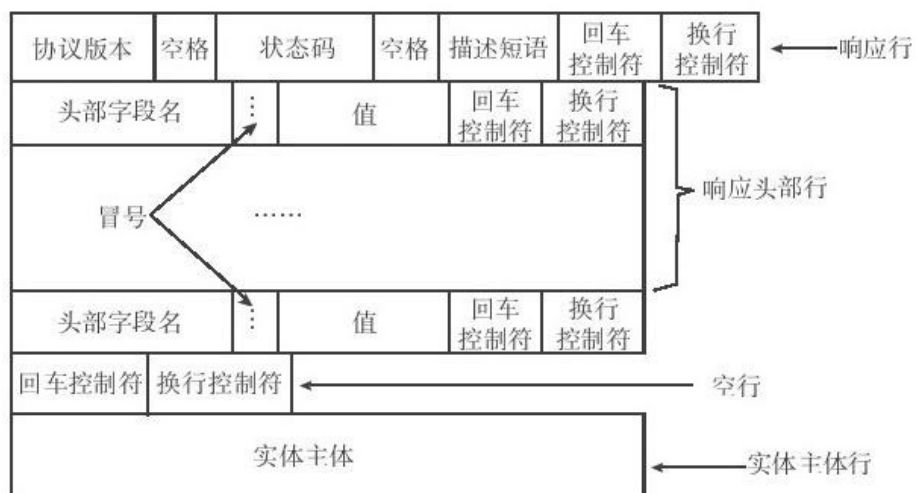 协议版本 空格 状态码 空格 描述短语 回车控制符 换行控制符 响应行
头部字段名 ⋮ 值 回车控制符 换行控制符
响应头部行
冒号 ……
头部字段名 ⋮ 值 回车控制符 换行控制符
回车控制符 换行控制符 空行
实体主体 实体主体行